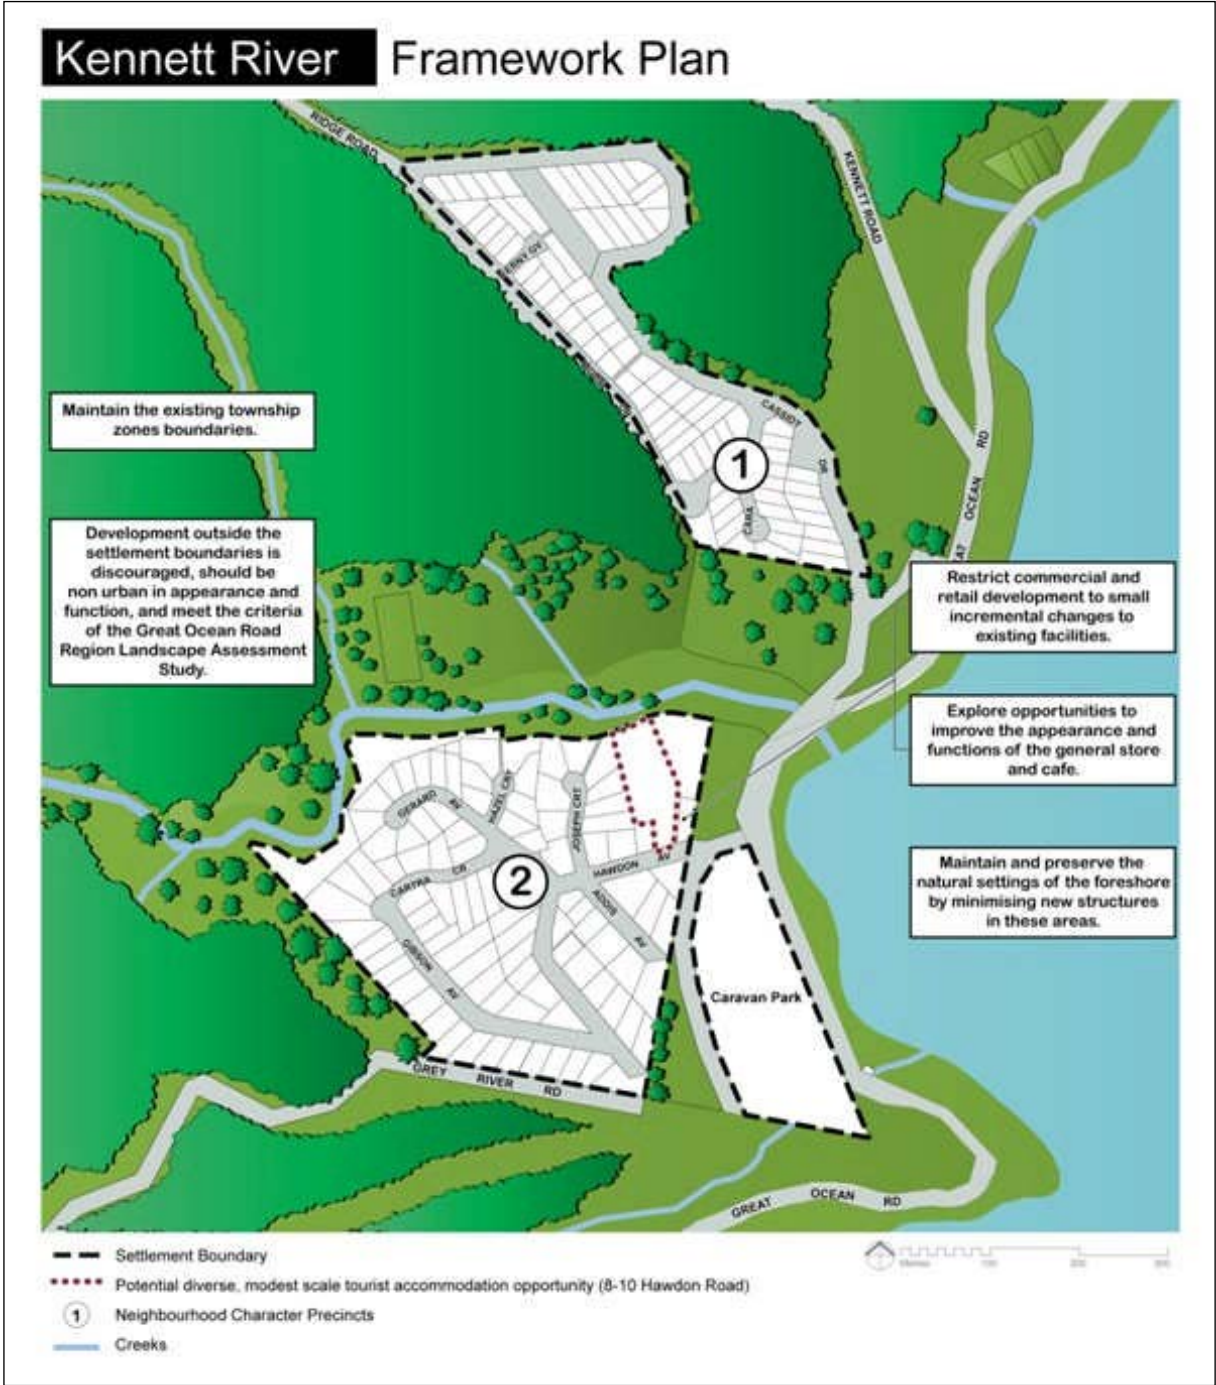 Kennett River Framework Plan
RIDGE ROAD
KENNETT ROAD
Maintain the existing township
zones boundaries.
CASSIDY
DR
1
CARA
OCEAN RD
Development outside the
settlement boundaries is
discouraged, should be
non urban in appearance and
function, and meet the criteria
of the Great Ocean Road
Region Landscape Assessment
Study.
Restrict commercial and
retail development to small
incremental changes to
existing facilities.
Explore opportunities to
improve the appearance and
functions of the general store
and cafe.
GERARD AV
HAZEL CRT
JOSEPH CRT
HAWDON AV
2
ADDIS AV
GIBSON AV
Maintain and preserve the
natural settings of the foreshore
by minimising new structures
in these areas.
Caravan Park
GREY RIVER RD
GREAT OCEAN RD
Settlement Boundary
Potential diverse, modest scale tourist accommodation opportunity (8-10 Hawdon Road)
1 Neighbourhood Character Precincts
Creeks